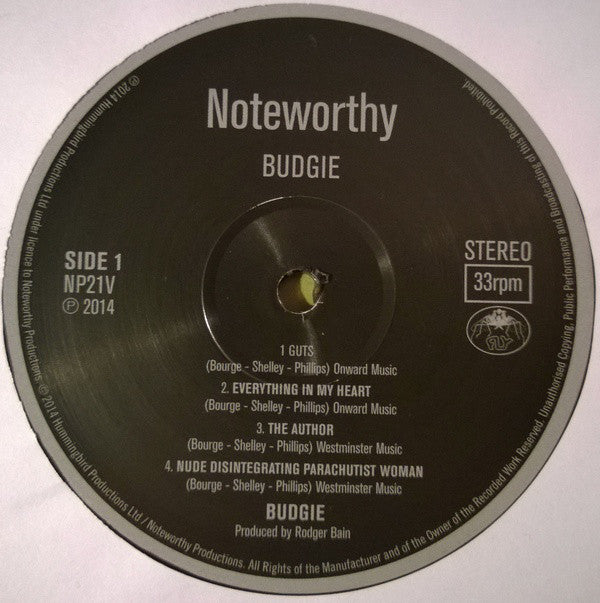 Noteworthy
BUDGIE
SIDE 1
NP21V
℗ 2014
STEREO
33rpm
1 GUTS
(Bourge - Shelley - Phillips) Onward Music
2. EVERYTHING IN MY HEART
(Bourge - Shelley - Phillips) Onward Music
3. THE AUTHOR
(Bourge - Shelley - Phillips) Westminster Music
4. NUDE DISINTEGRATING PARACHUTIST WOMAN
(Bourge - Shelley - Phillips) Westminster Music
BUDGIE
Produced by Rodger Bain
℗ 2014 Hummingbird Productions Ltd under licence to Noteworthy Productions. © 2014 Hummingbird Productions Ltd / Noteworthy Productions. All Rights of the Manufacturer and of the Owner of the Recorded Work Reserved. Unauthorised Copying, Public Performance and Broadcasting of this Record Prohibited.